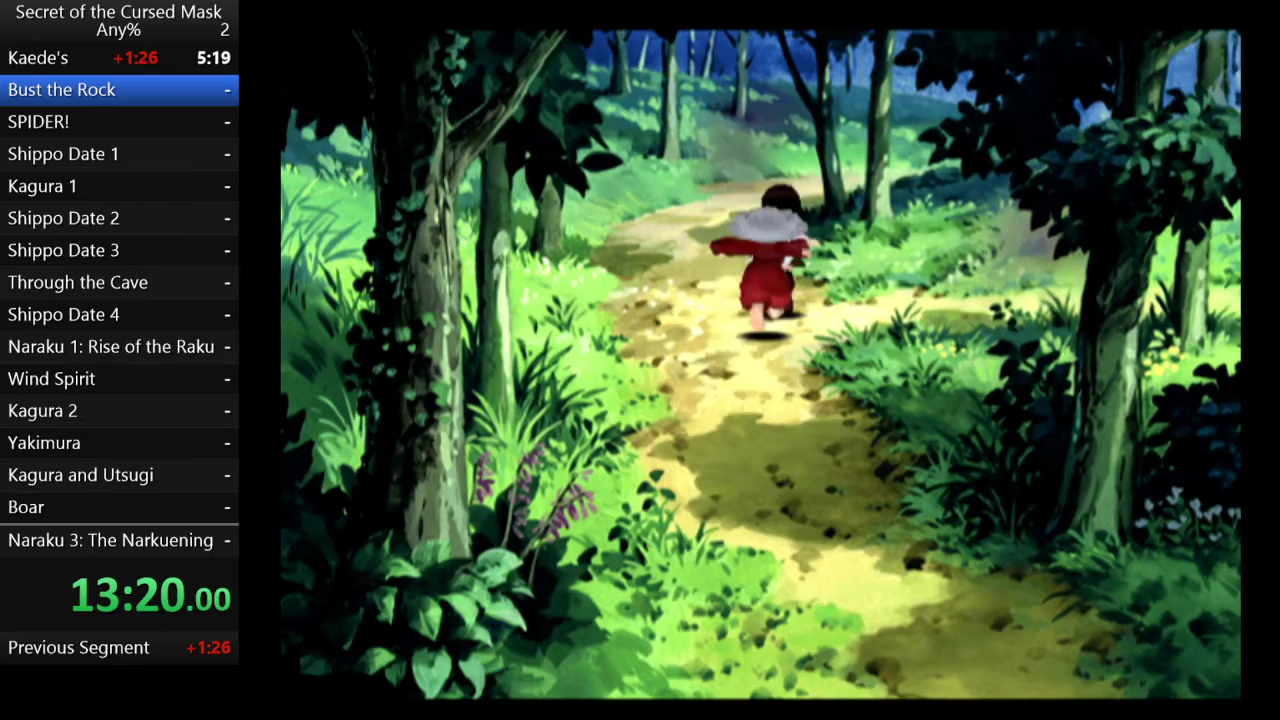 Secret of the Cursed Mask
Any% 2
Kaede's +1:26 5:19
Bust the Rock -
SPIDER! -
Shippo Date 1 -
Kagura 1 -
Shippo Date 2 -
Shippo Date 3 -
Through the Cave -
Shippo Date 4 -
Naraku 1: Rise of the Raku -
Wind Spirit -
Kagura 2 -
Yakimura -
Kagura and Utsugi -
Boar -
Naraku 3: The Narkuening -
13:20.00
Previous Segment +1:26